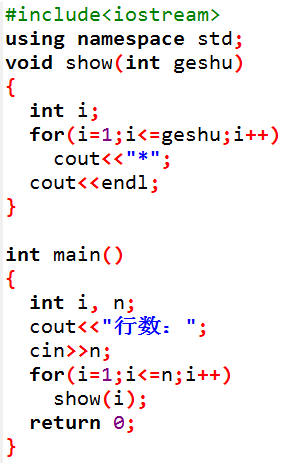 #include<iostream>
using namespace std;
void show(int geshu)
{
  int i;
  for(i=1;i<=geshu;i++)
    cout<<"*";
  cout<<endl;
}

int main()
{
  int i, n;
  cout<<"行数：";
  cin>>n;
  for(i=1;i<=n;i++)
    show(i);
  return 0;
}